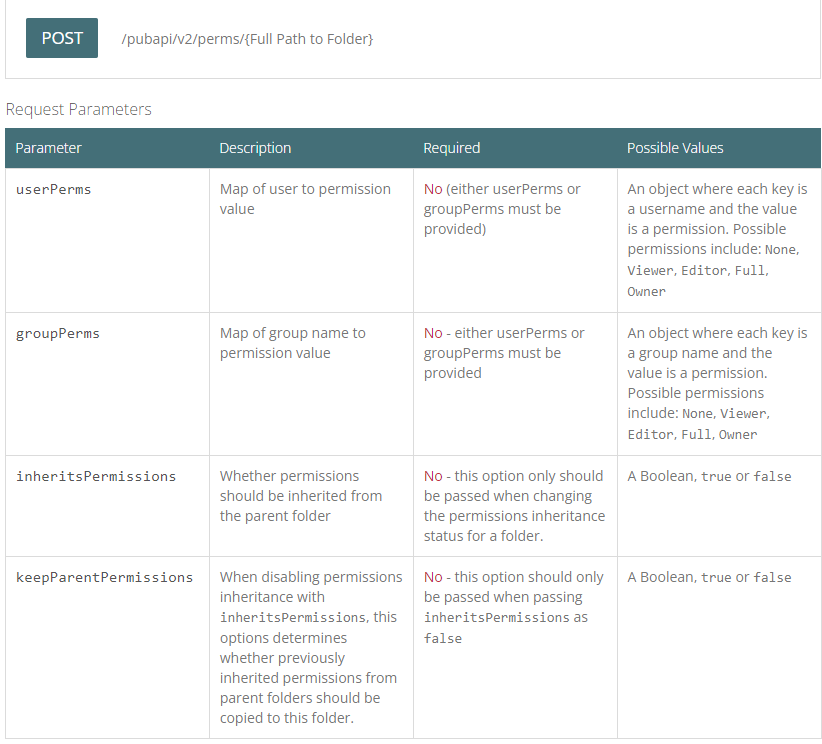 POST /pubapi/v2/perms/{Full Path to Folder}
Request Parameters
Parameter Description Required Possible Values
userPerms
Map of user to permission
value
No (either userPerms or
groupPerms must be
provided)
An object where each key is
a username and the value
is a permission. Possible
permissions include: None,
Viewer, Editor, Full,
Owner
groupPerms
Map of group name to
permission value
No - either userPerms or
groupPerms must be
provided
An object where each key is
a group name and the
value is a permission.
Possible permissions
include: None, Viewer,
Editor, Full, Owner
inheritsPermissions
Whether permissions
should be inherited from
the parent folder
No - this option only should
be passed when changing
the permissions inheritance
status for a folder.
A Boolean, true or false
keepParentPermissions
When disabling permissions
inheritance with
inheritsPermissions, this
options determines
whether previously
inherited permissions from
parent folders should be
copied to this folder.
No - this option should only
be passed when passing
inheritsPermissions as
false
A Boolean, true or false